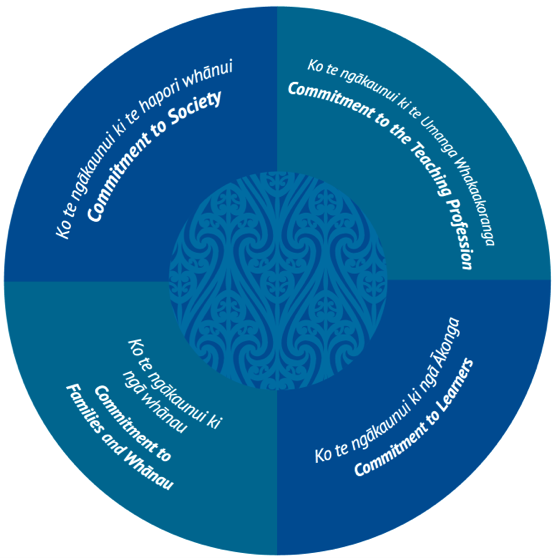 Ko te ngākaunui ki te hapori whānui
Commitment to Society
Ko te ngākaunui ki te Umanga Whakaakoranga
Commitment to the Teaching Profession
Ko te ngākaunui ki
ngā whānau
Commitment to
Families and Whānau
Ko te ngākaunui ki ngā Ākonga
Commitment to Learners